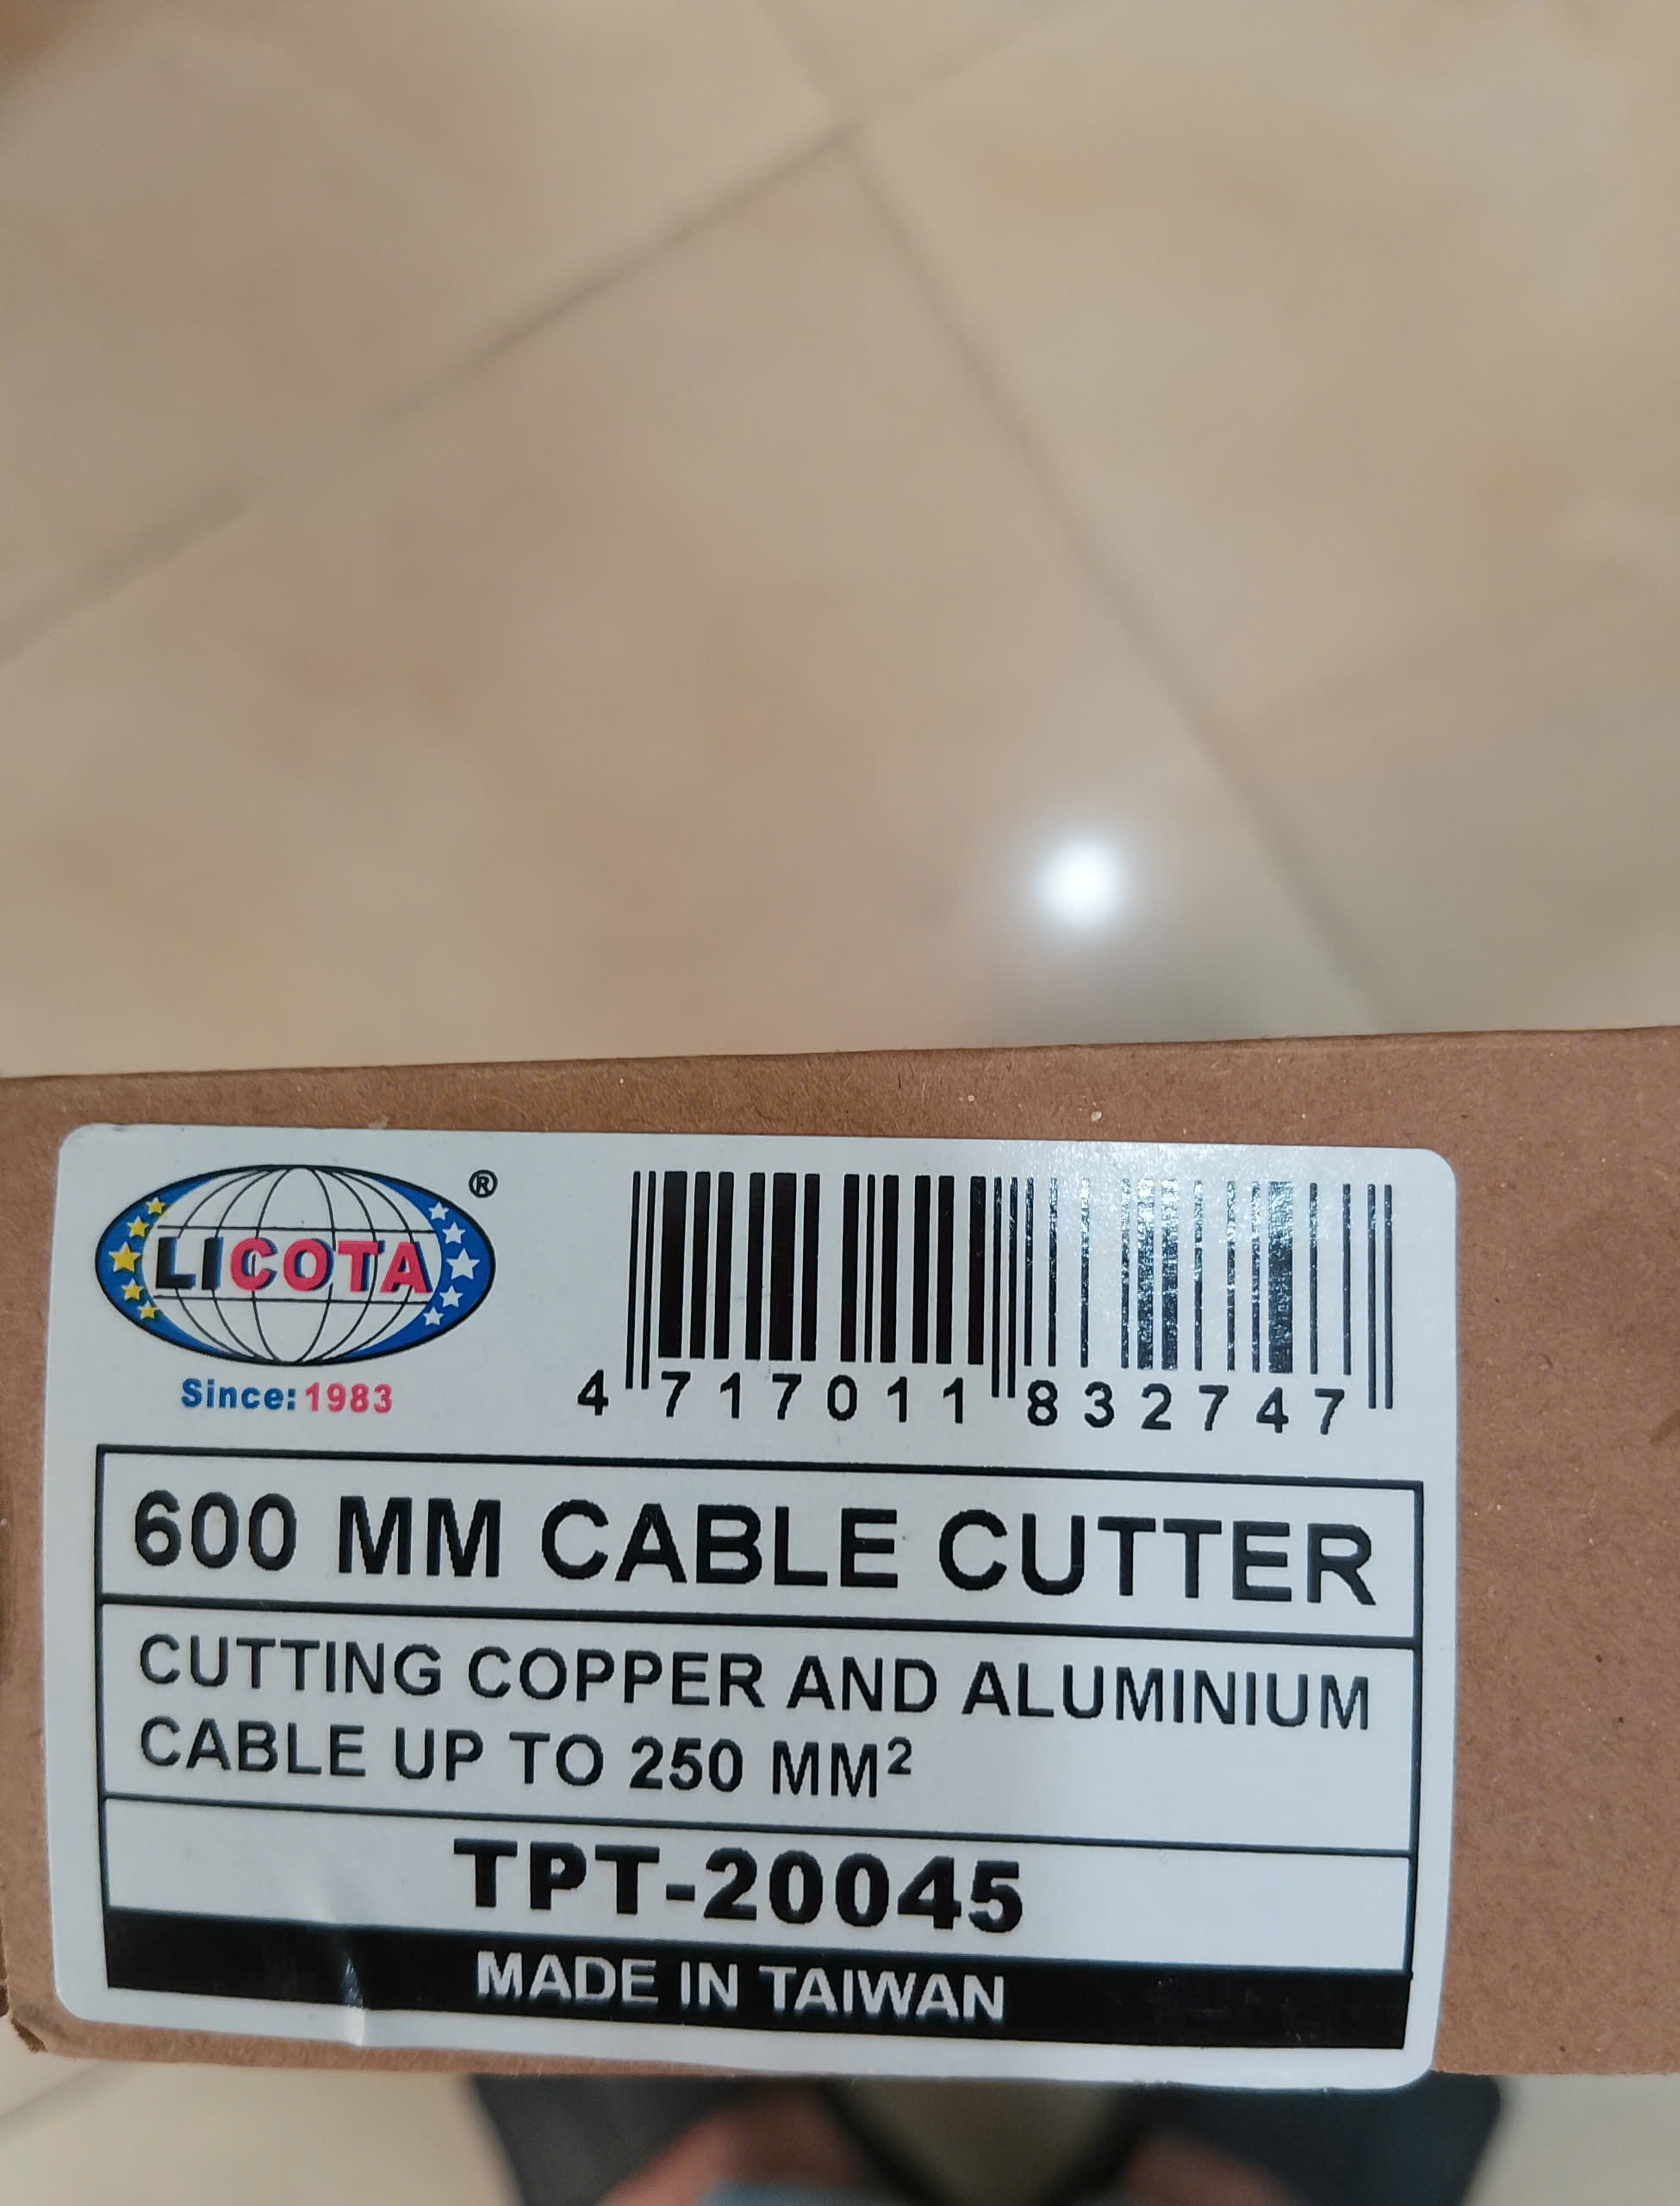 LICOTA ®
Since: 1983
4 717011 832747
600 MM CABLE CUTTER
CUTTING COPPER AND ALUMINIUM
CABLE UP TO 250 MM²
TPT-20045
MADE IN TAIWAN